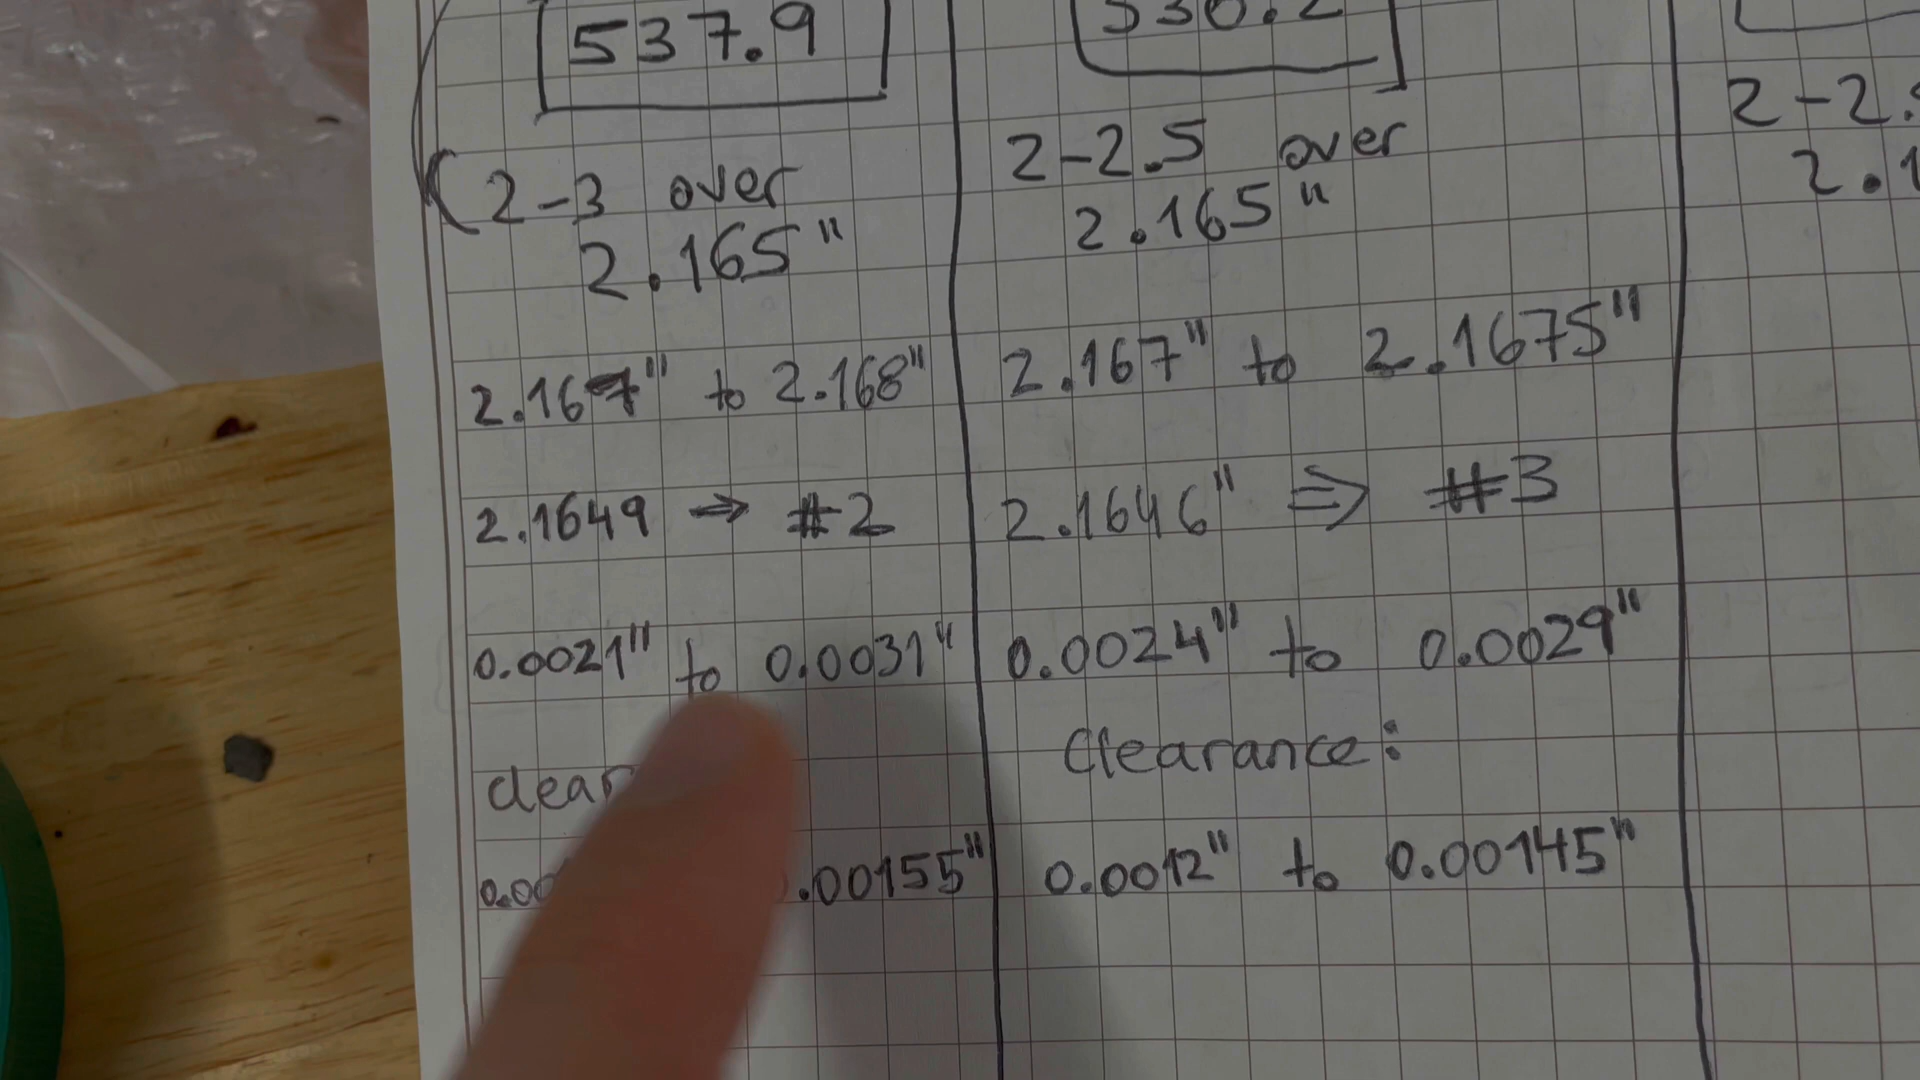 537.9
(2-3 over
2.165"
2.167" to 2.168"
2.1649 ⇒ #2
0.0021" to 0.0031"
0.00155"
2-2.5 over
2.165"
2.167" to 2.1675"
2.1646" ⇒ #3
0.0024" to 0.0029"
Clearance:
0.0012" to 0.00145"